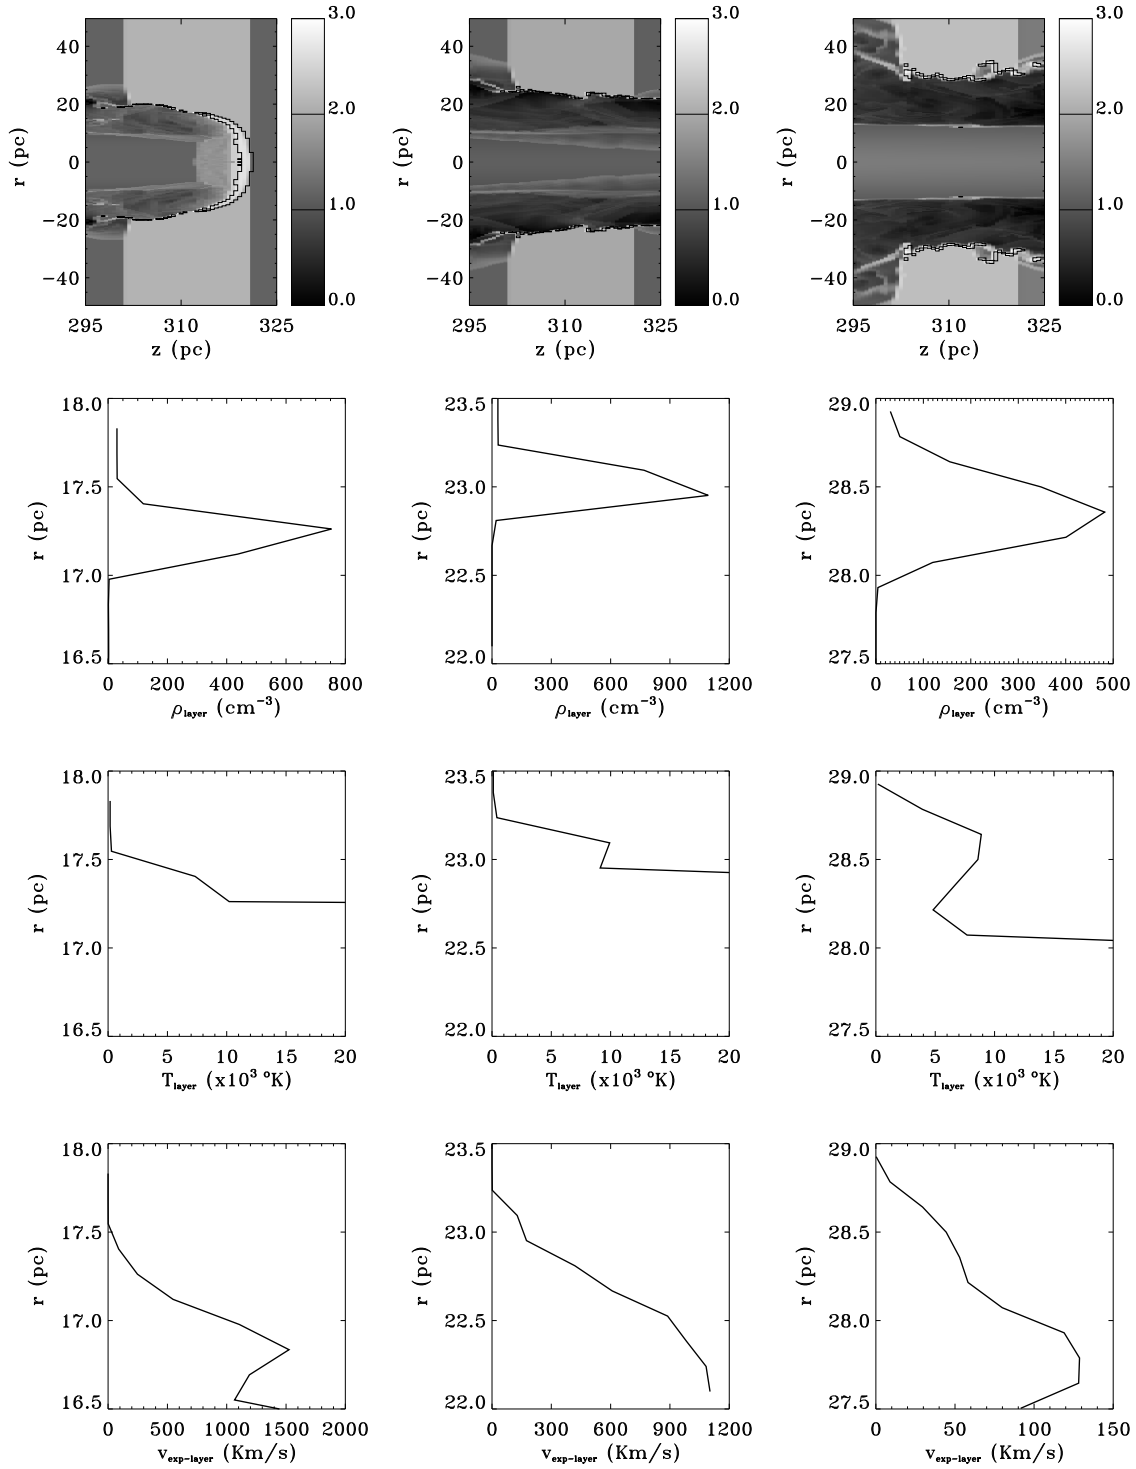 40 20 0 −20 −40
r (pc)
295 310 325
z (pc)
3.0 2.0 1.0 0.0
40 20 0 −20 −40
r (pc)
295 310 325
z (pc)
3.0 2.0 1.0 0.0
40 20 0 −20 −40
r (pc)
295 310 325
z (pc)
3.0 2.0 1.0 0.0
18.0 17.5 17.0 16.5
r (pc)
0 200 400 600 800
ρlayer (cm−3)
23.5 23.0 22.5 22.0
r (pc)
0 300 600 900 1200
ρlayer (cm−3)
29.0 28.5 28.0 27.5
r (pc)
0 100 200 300 400 500
ρlayer (cm−3)
18.0 17.5 17.0 16.5
r (pc)
0 5 10 15 20
Tlayer (x103 °K)
23.5 23.0 22.5 22.0
r (pc)
0 5 10 15 20
Tlayer (x103 °K)
29.0 28.5 28.0 27.5
r (pc)
0 5 10 15 20
Tlayer (x103 °K)
18.0 17.5 17.0 16.5
r (pc)
0 500 1000 1500 2000
vexp−layer (Km/s)
23.5 23.0 22.5 22.0
r (pc)
0 300 600 900 1200
vexp−layer (Km/s)
29.0 28.5 28.0 27.5
r (pc)
0 50 100 150
vexp−layer (Km/s)